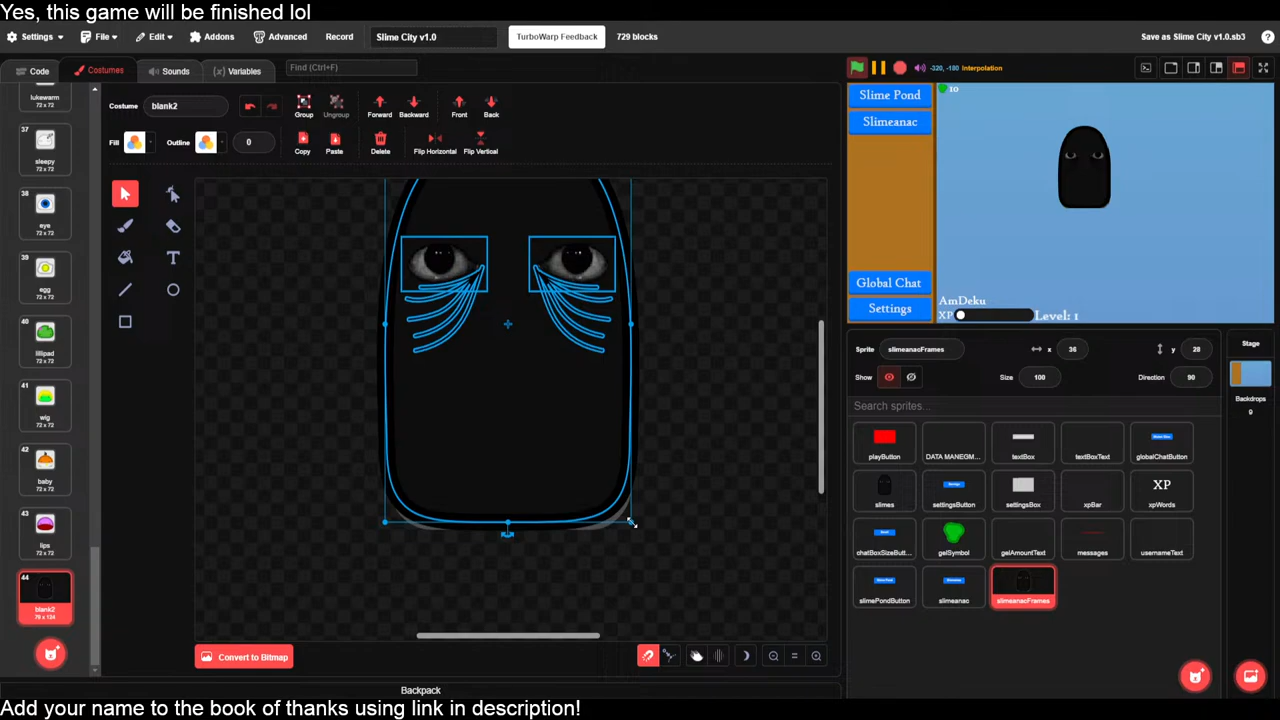 Yes, this game will be finished lol
Settings File Edit Addons Advanced Record Slime City v1.0 TurboWarp Feedback 729 blocks Save as Slime City v1.0.sb3 ?
Code Costumes Sounds (x) Variables Find (Ctrl+F)
-320, -180 Interpolation
lukewarm
72 x 72
37
sleepy
72 x 72
38
eye
72 x 72
39
egg
72 x 72
40
lillipad
72 x 72
41
wig
72 x 72
42
baby
72 x 72
43
lips
72 x 72
44
blank2
79 x 134
Costume blank2
Group Ungroup Forward Backward Front Back
Fill Outline 0
Copy Paste Delete Flip Horizontal Flip Vertical
T
Convert to Bitmap
Backpack
Slime Pond
Slimeanac
Global Chat
Settings
10
AmDeku
XP Level: 1
Sprite slimeanacFrames x 36 y 28
Show Size 100 Direction 90
Search sprites...
playButton DATA MANEGM... textBox textBoxText globalChatButton
slimes settingsButton settingsBox xpBar XP xpWords
chatBoxSizeButt... gelSymbol gelAmountText messages usernameText
slimePondButton slimeanac slimeanacFrames
Stage
Backdrops
9
Add your name to the book of thanks using link in description!